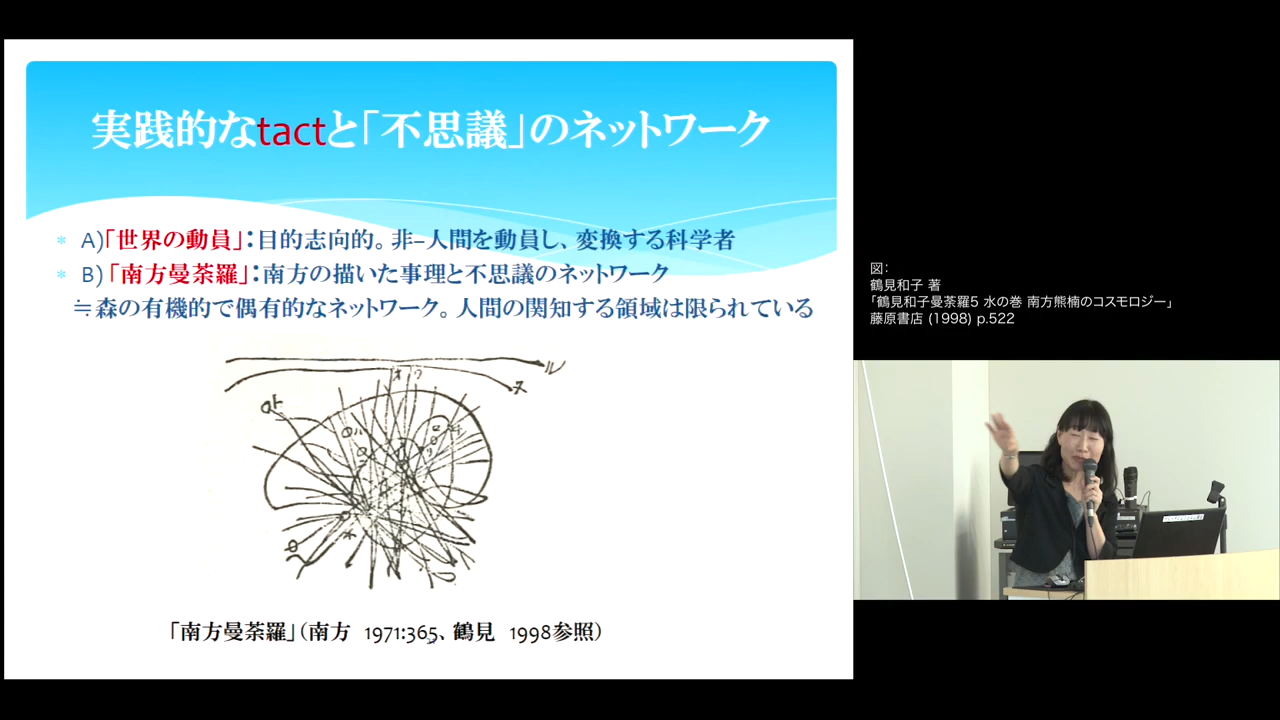 実践的なtactと「不思議」のネットワーク
A)「世界の動員」：目的志向的。非−人間を動員し、変換する科学者
B)「南方曼荼羅」：南方の描いた事理と不思議のネットワーク
≒森の有機的で偶有的なネットワーク。人間の関知する領域は限られている
ル
オ ワ
ヌ
「南方曼荼羅」（南方 1971:365、鶴見 1998参照）
図：
鶴見和子 著
「鶴見和子曼荼羅5 水の巻 南方熊楠のコスモロジー」
藤原書店 (1998) p.522